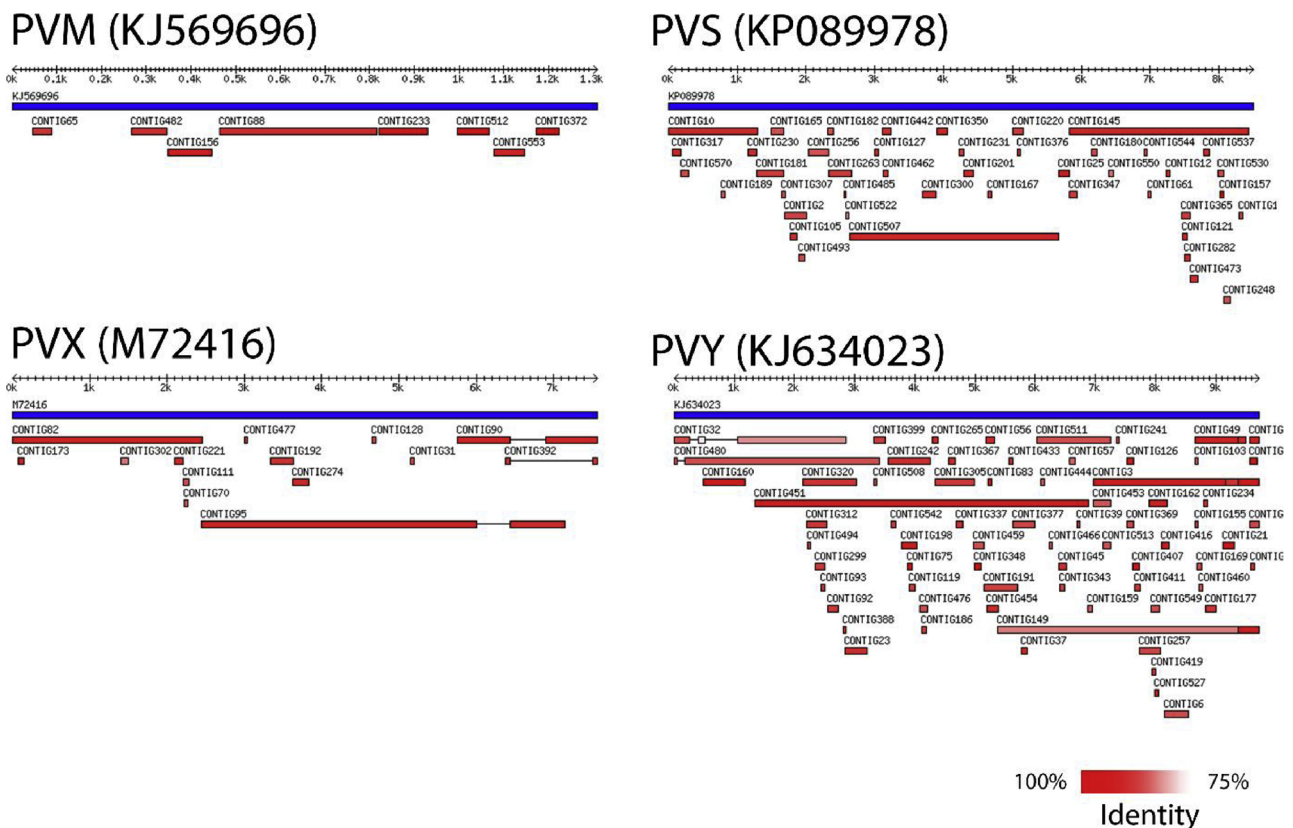 PVM (KJ569696)
0k 0.1k 0.2k 0.3k 0.4k 0.5k 0.6k 0.7k 0.8k 0.9k 1k 1.1k 1.2k 1.3k
KJ569696
CONTIG65 CONTIG482 CONTIG88 CONTIG233 CONTIG512 CONTIG372
CONTIG156 CONTIG553
PVS (KP089978)
0k 1k 2k 3k 4k 5k 6k 7k 8k
KP089978
CONTIG10 CONTIG165 CONTIG182 CONTIG442 CONTIG350 CONTIG220 CONTIG145
CONTIG317 CONTIG230 CONTIG256 CONTIG127 CONTIG231 CONTIG376 CONTIG180 CONTIG544 CONTIG537
CONTIG570 CONTIG181 CONTIG263 CONTIG462 CONTIG201 CONTIG25 CONTIG550 CONTIG12 CONTIG530
CONTIG189 CONTIG307 CONTIG485 CONTIG300 CONTIG167 CONTIG347 CONTIG61 CONTIG157
CONTIG2 CONTIG522 CONTIG365 CONTIG1
CONTIG105 CONTIG507 CONTIG121
CONTIG493 CONTIG282
CONTIG473
CONTIG248
PVX (M72416)
0k 1k 2k 3k 4k 5k 6k 7k
M72416
CONTIG82 CONTIG477 CONTIG128 CONTIG90
CONTIG173 CONTIG302 CONTIG221 CONTIG192 CONTIG31 CONTIG392
CONTIG111 CONTIG274
CONTIG70
CONTIG95
PVY (KJ634023)
0k 1k 2k 3k 4k 5k 6k 7k 8k 9k
KJ634023
CONTIG32 CONTIG399 CONTIG265 CONTIG56 CONTIG511 CONTIG241 CONTIG49 CONTIG
CONTIG480 CONTIG242 CONTIG367 CONTIG433 CONTIG57 CONTIG126 CONTIG103 CONTIG
CONTIG160 CONTIG320 CONTIG508 CONTIG305 CONTIG83 CONTIG444 CONTIG3
CONTIG451 CONTIG453 CONTIG162 CONTIG234
CONTIG312 CONTIG542 CONTIG337 CONTIG377 CONTIG39 CONTIG369 CONTIG155 CONTIG
CONTIG494 CONTIG198 CONTIG459 CONTIG466 CONTIG513 CONTIG416 CONTIG21
CONTIG299 CONTIG75 CONTIG348 CONTIG45 CONTIG407 CONTIG169 CONTIG
CONTIG93 CONTIG119 CONTIG191 CONTIG343 CONTIG411 CONTIG460
CONTIG92 CONTIG476 CONTIG454 CONTIG159 CONTIG549 CONTIG177
CONTIG388 CONTIG186 CONTIG149
CONTIG23 CONTIG37 CONTIG257
CONTIG419
CONTIG527
CONTIG6
100% 75%
Identity